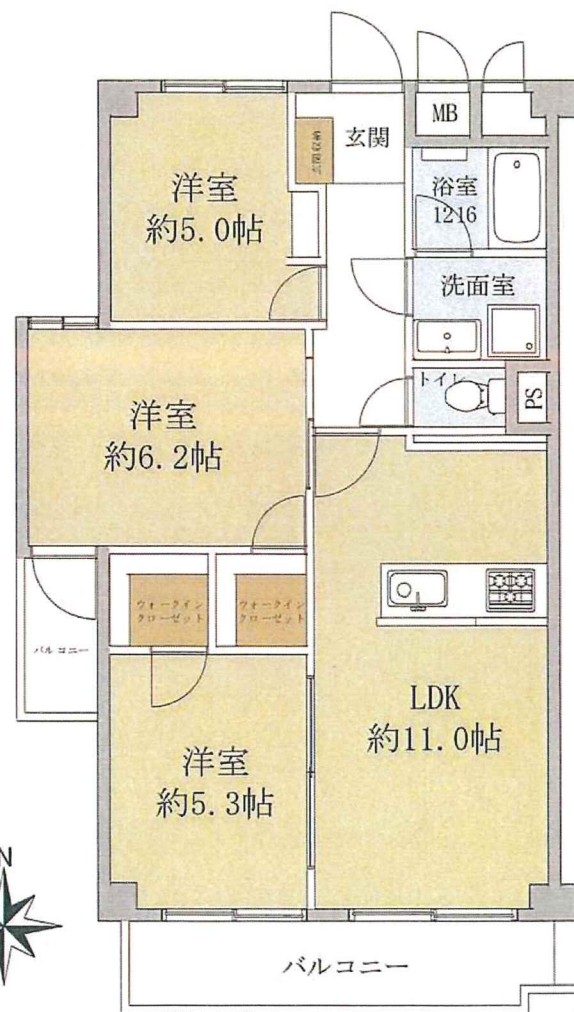 MB
玄関
洋室
約5.0帖
浴室
1216
洗面室
トイレ
PS
洋室
約6.2帖
ウォークイン
クローゼット
ウォークイン
クローゼット
バルコニー
LDK
約11.0帖
洋室
約5.3帖
N
バルコニー